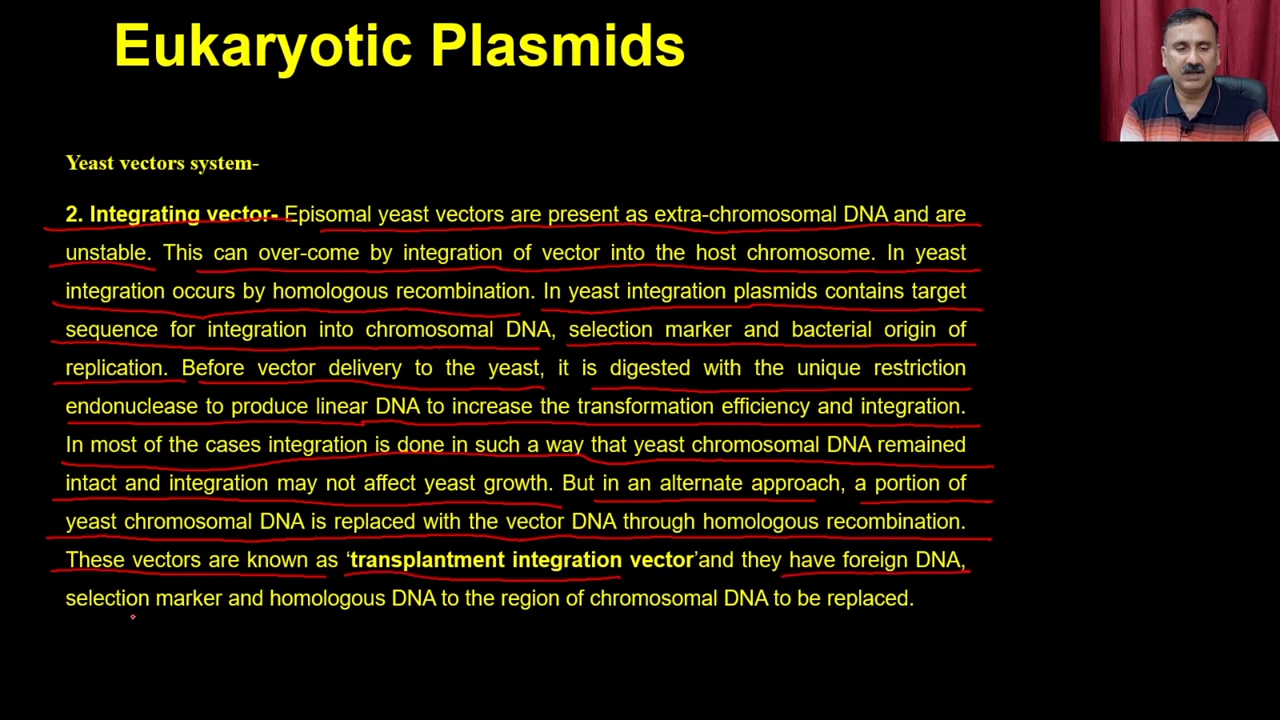 Eukaryotic Plasmids
Yeast vectors system-
2. Integrating vector- Episomal yeast vectors are present as extra-chromosomal DNA and are
unstable. This can over-come by integration of vector into the host chromosome. In yeast
integration occurs by homologous recombination. In yeast integration plasmids contains target
sequence for integration into chromosomal DNA, selection marker and bacterial origin of
replication. Before vector delivery to the yeast, it is digested with the unique restriction
endonuclease to produce linear DNA to increase the transformation efficiency and integration.
In most of the cases integration is done in such a way that yeast chromosomal DNA remained
intact and integration may not affect yeast growth. But in an alternate approach, a portion of
yeast chromosomal DNA is replaced with the vector DNA through homologous recombination.
These vectors are known as ‘transplantment integration vector’and they have foreign DNA,
selection marker and homologous DNA to the region of chromosomal DNA to be replaced.